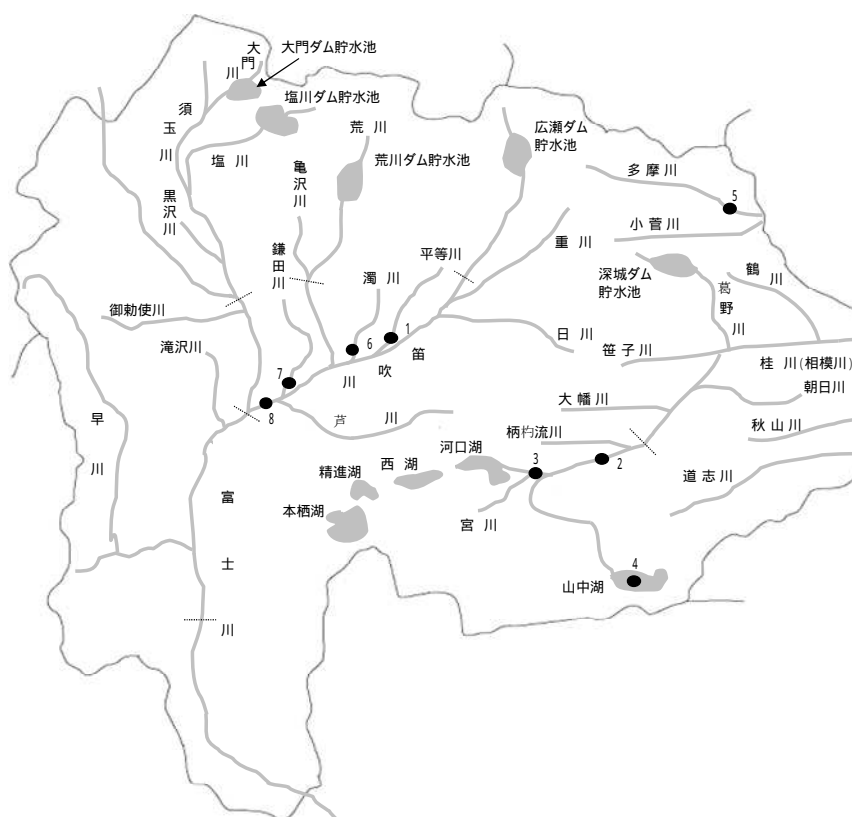 大門川
大門ダム貯水池
塩川ダム貯水池
須玉川
塩川
荒川
荒川ダム貯水池
亀沢川
黒沢川
広瀬ダム
貯水池
多摩川
5
小菅川
重川
平等川
鎌田川
濁川
深城ダム
貯水池
鶴川
葛野川
御勅使川
滝沢川
1
6
7
8
笛吹川
日川
笹子川
桂川(相模川)
朝日川
大幡川
秋山川
芦川
柄杓流川
早川
河口湖
西湖
精進湖
本栖湖
3
2
道志川
宮川
富士川
4
山中湖